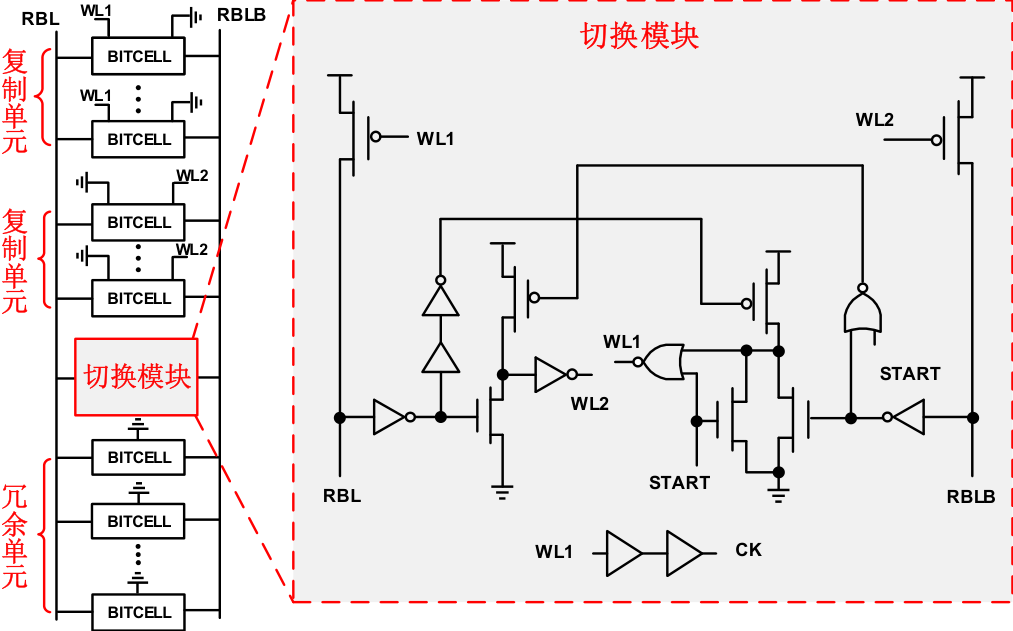 RBL
WL1
RBLB
BITCELL
WL1
BITCELL
复制单元
WL2
BITCELL
WL2
BITCELL
复制单元
切换模块
BITCELL
BITCELL
BITCELL
冗余单元
切换模块
WL1
WL2
WL1
START
WL2
RBL
START
RBLB
WL1
CK